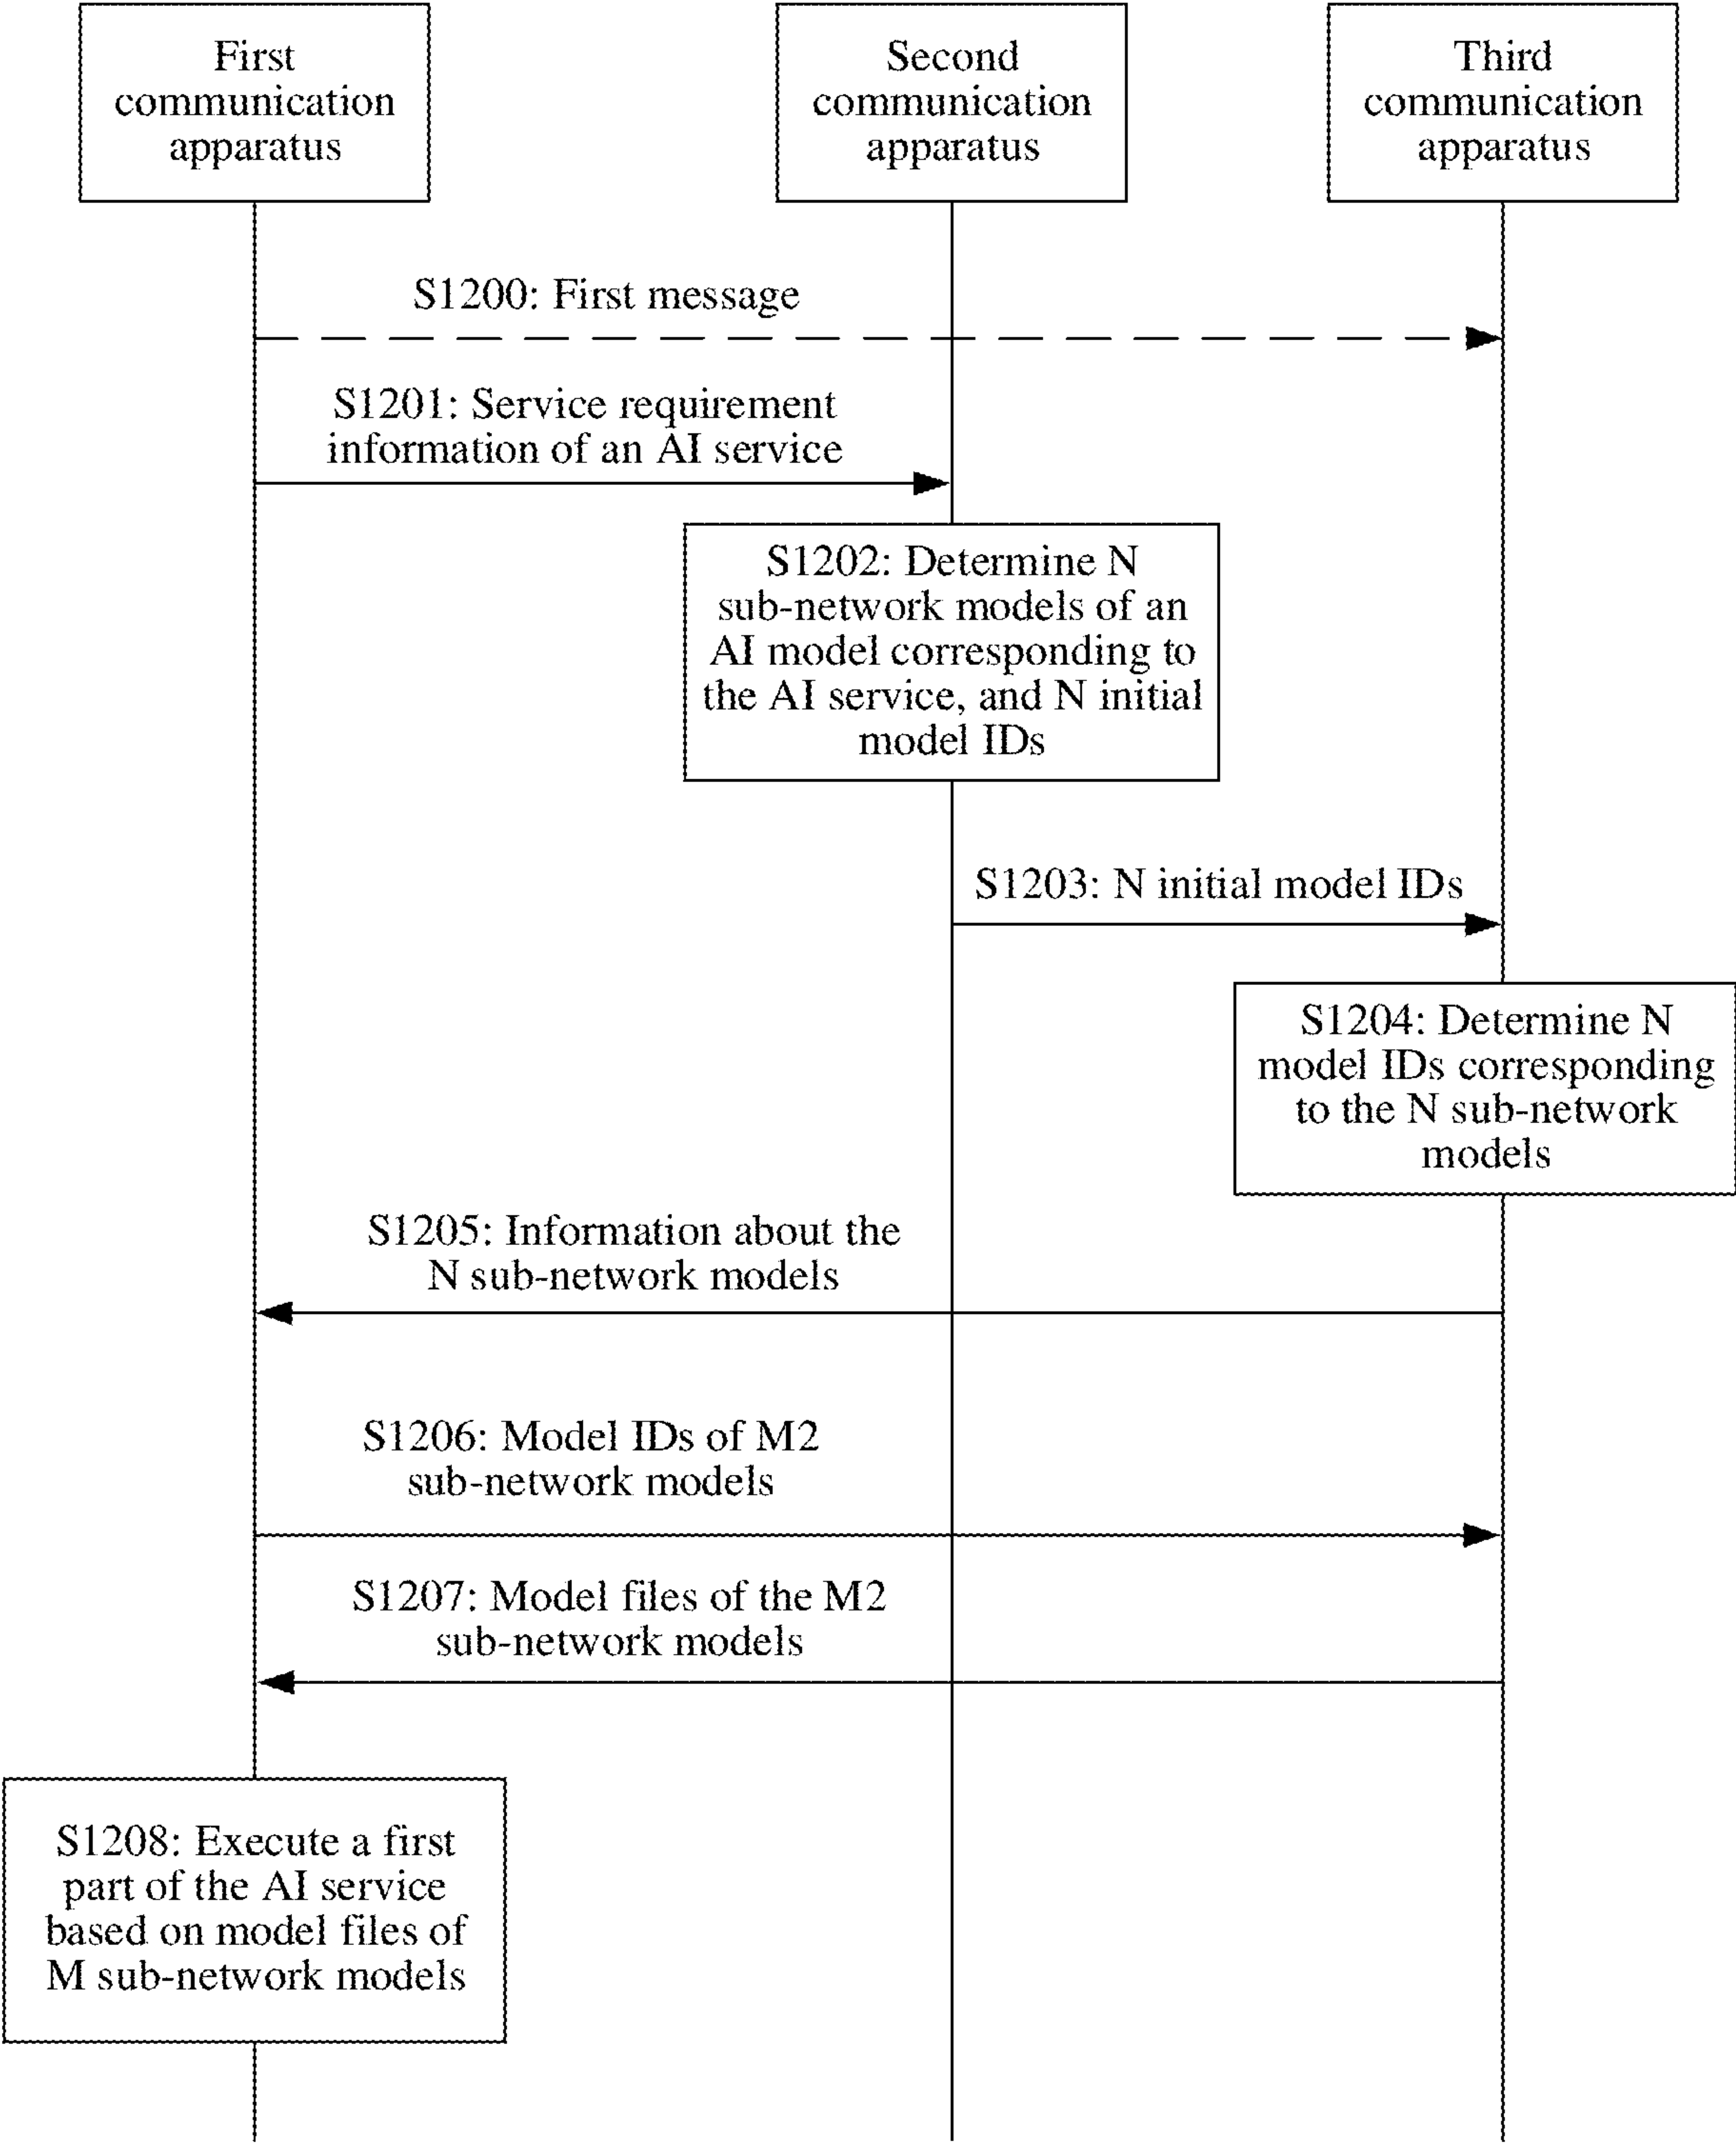 First
communication
apparatus
Second
communication
apparatus
Third
communication
apparatus
S1200: First message
S1201: Service requirement
information of an AI service
S1202: Determine N
sub-network models of an
AI model corresponding to
the AI service, and N initial
model IDs
S1203: N initial model IDs
S1204: Determine N
model IDs corresponding
to the N sub-network
models
S1205: Information about the
N sub-network models
S1206: Model IDs of M2
sub-network models
S1207: Model files of the M2
sub-network models
S1208: Execute a first
part of the AI service
based on model files of
M sub-network models